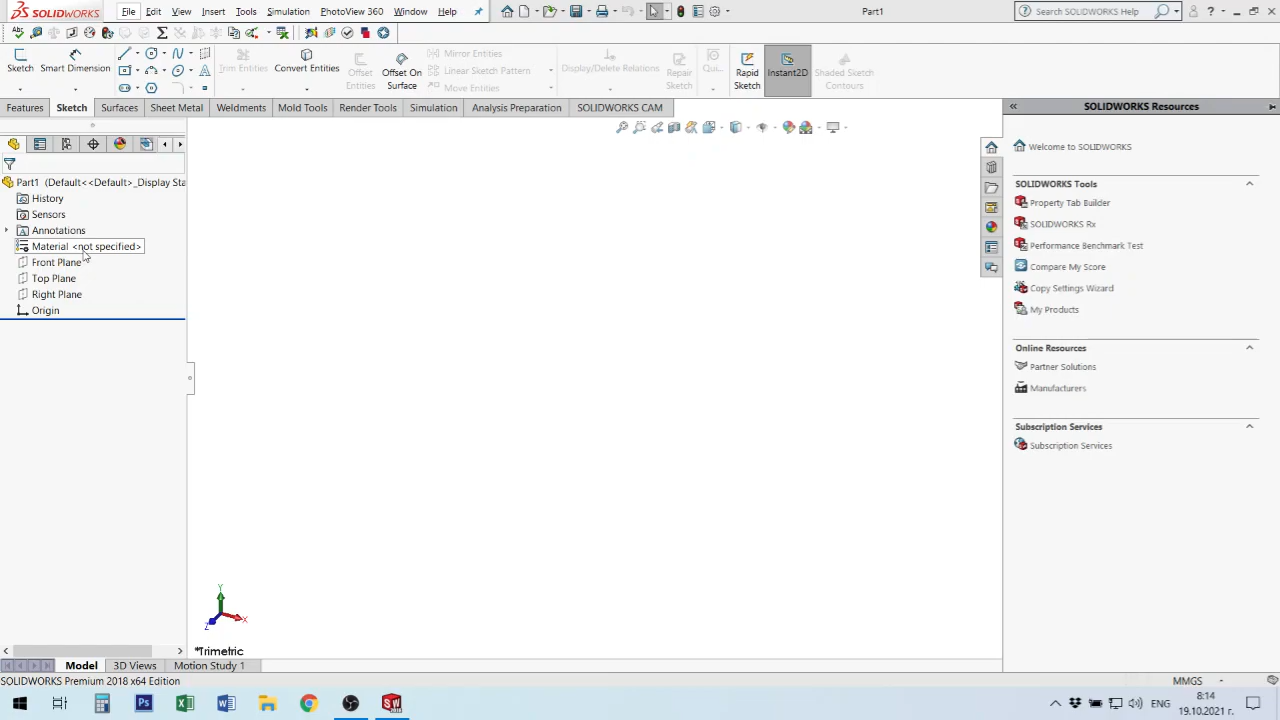 SOLIDWORKS File Edit View Insert Tools Simulation PhotoView 360 Window Help Part1 Search SOLIDWORKS Help
Sketch Smart Dimension Trim Entities Convert Entities Offset Entities Offset On Surface Mirror Entities Linear Sketch Pattern Move Entities Display/Delete Relations Repair Sketch Qui... Rapid Sketch Instant2D Shaded Sketch Contours
Features Sketch Surfaces Sheet Metal Weldments Mold Tools Render Tools Simulation Analysis Preparation SOLIDWORKS CAM
SOLIDWORKS Resources
Part1 (Default<<Default>_Display Sta
History
Sensors
Annotations
Material <not specified>
Front Plane
Top Plane
Right Plane
Origin
Welcome to SOLIDWORKS
SOLIDWORKS Tools
Property Tab Builder
SOLIDWORKS Rx
Performance Benchmark Test
Compare My Score
Copy Settings Wizard
My Products
Online Resources
Partner Solutions
Manufacturers
Subscription Services
Subscription Services
Y
X
Z
*Trimetric
Model 3D Views Motion Study 1
SOLIDWORKS Premium 2018 x64 Edition MMGS
ENG 8:14
19.10.2021 г.